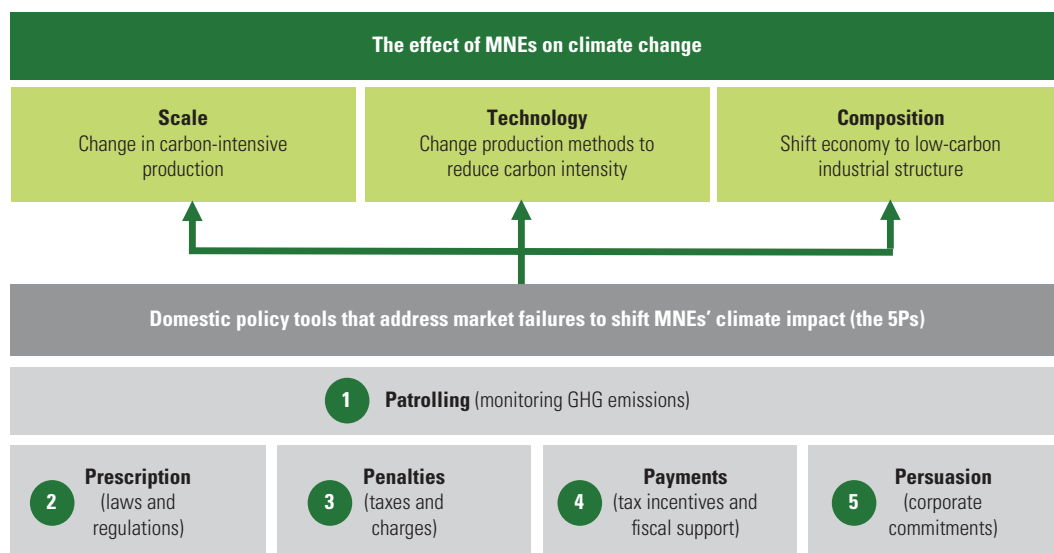 The effect of MNEs on climate change
Scale
Change in carbon-intensive
production
Technology
Change production methods to
reduce carbon intensity
Composition
Shift economy to low-carbon
industrial structure
Domestic policy tools that address market failures to shift MNEs’ climate impact (the 5Ps)
1 Patrolling (monitoring GHG emissions)
2
Prescription
(laws and
regulations)
3
Penalties
(taxes and
charges)
4
Payments
(tax incentives and
fiscal support)
5
Persuasion
(corporate
commitments)